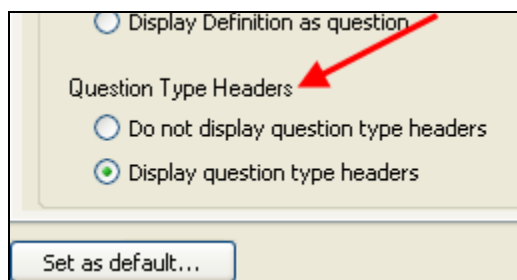 Display Definition as question
Question Type Headers
Do not display question type headers
Display question type headers
Set as default...